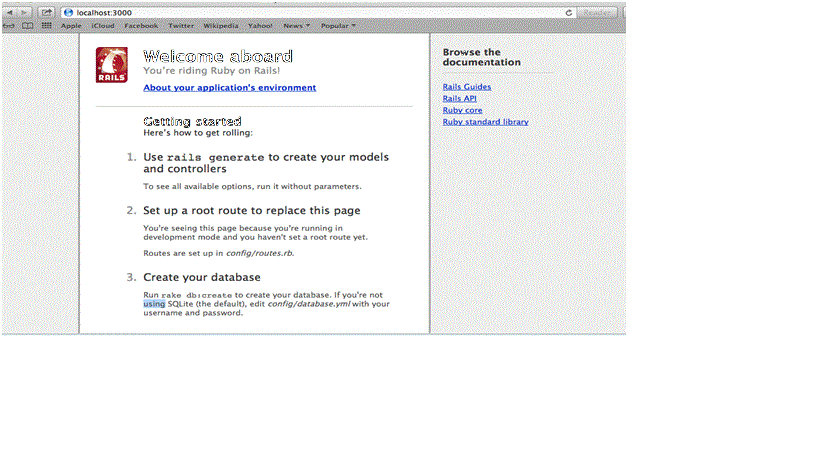 localhost:3000
Reader
Apple iCloud Facebook Twitter Wikipedia Yahoo! News Popular
RAILS
Welcome aboard
You're riding Ruby on Rails!
About your application's environment
Getting started
Here's how to get rolling:
1. Use rails generate to create your models
and controllers
To see all available options, run it without parameters.
2. Set up a root route to replace this page
You're seeing this page because you're running in
development mode and you haven't set a root route yet.
Routes are set up in config/routes.rb.
3. Create your database
Run rake db:create to create your database. If you're not
using SQLite (the default), edit config/database.yml with your
username and password.
Browse the
documentation
Rails Guides
Rails API
Ruby core
Ruby standard library